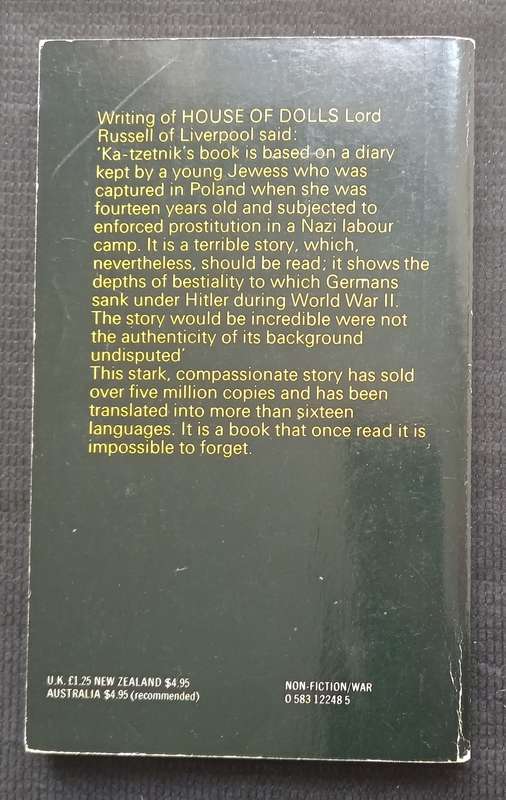 Writing of HOUSE OF DOLLS Lord
Russell of Liverpool said:
'Ka-tzetnik's book is based on a diary
kept by a young Jewess who was
captured in Poland when she was
fourteen years old and subjected to
enforced prostitution in a Nazi labour
camp. It is a terrible story, which,
nevertheless, should be read; it shows the
depths of bestiality to which Germans
sank under Hitler during World War II.
The story would be incredible were not
the authenticity of its background
undisputed'
This stark, compassionate story has sold
over five million copies and has been
translated into more than sixteen
languages. It is a book that once read it is
impossible to forget.
U.K. £1.25 NEW ZEALAND $4.95
AUSTRALIA $4.95 (recommended)
NON-FICTION/WAR
0 583 12248 5